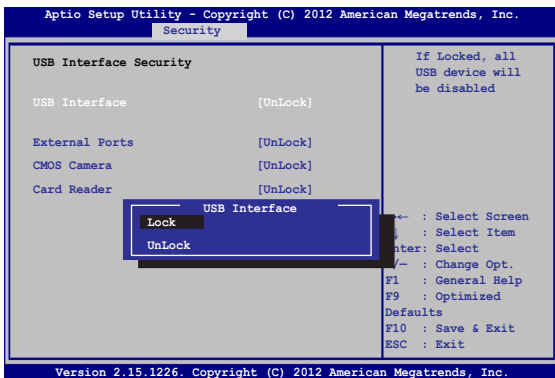 Aptio Setup Utility - Copyright (C) 2012 American Megatrends, Inc.
Security
USB Interface Security
USB Interface [UnLock]
External Ports [UnLock]
CMOS Camera [UnLock]
Card Reader [UnLock]
USB Interface
Lock
UnLock
If Locked, all
USB device will
be disabled
: Select Screen
: Select Item
nter: Select
/— : Change Opt.
F1 : General Help
F9 : Optimized
Defaults
F10 : Save & Exit
ESC : Exit
Version 2.15.1226. Copyright (C) 2012 American Megatrends, Inc.